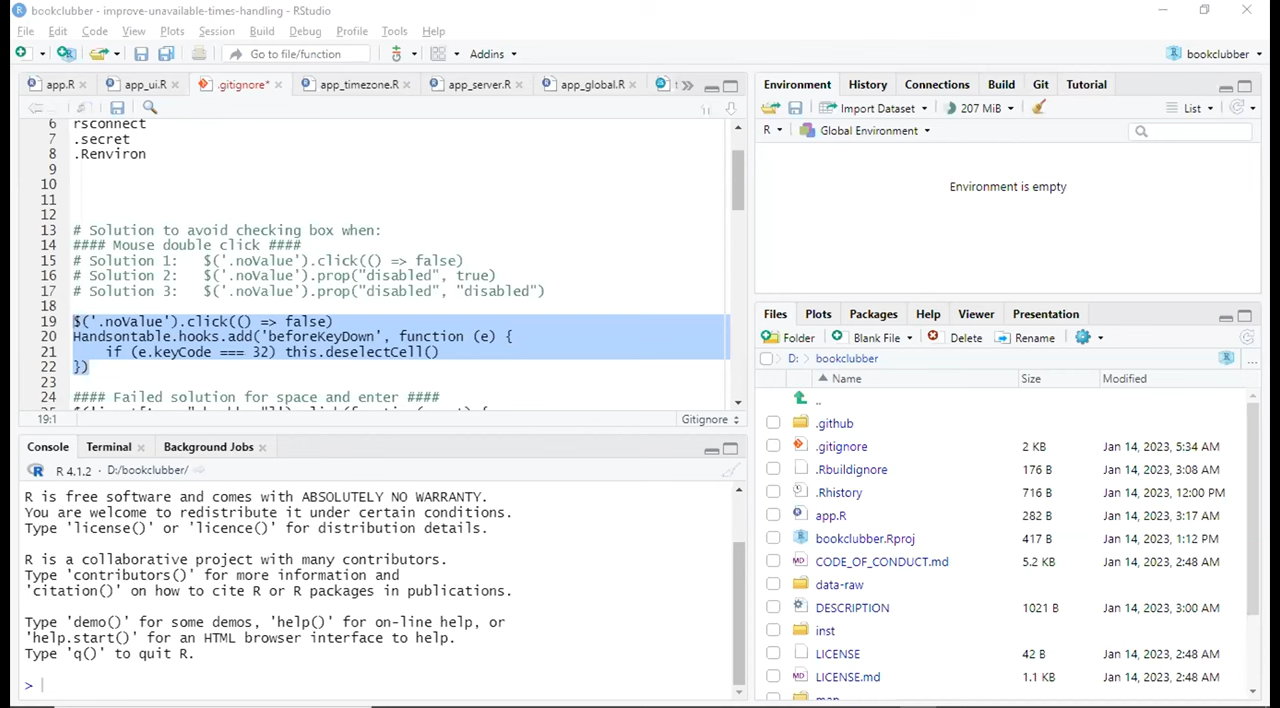 bookclubber - improve-unavailable-times-handling - RStudio
File Edit Code View Plots Session Build Debug Profile Tools Help
Go to file/function Addins bookclubber
app.R app_ui.R .gitignore* app_timezone.R app_server.R app_global.R
6 rsconnect
7 .secret
8 .Renviron
9
10
11
12
13 # Solution to avoid checking box when:
14 #### Mouse double click ####
15 # Solution 1: $('.noValue').click(() => false)
16 # Solution 2: $('.noValue').prop("disabled", true)
17 # Solution 3: $('.noValue').prop("disabled", "disabled")
18
19 $('.noValue').click(() => false)
20 Handsontable.hooks.add('beforeKeyDown', function (e) {
21 if (e.keyCode === 32) this.deselectCell()
22 })
23
24 #### Failed solution for space and enter ####
19:1 Gitignore
Console Terminal Background Jobs
R 4.1.2 · D:/bookclubber/
R is free software and comes with ABSOLUTELY NO WARRANTY.
You are welcome to redistribute it under certain conditions.
Type 'license()' or 'licence()' for distribution details.
R is a collaborative project with many contributors.
Type 'contributors()' for more information and
'citation()' on how to cite R or R packages in publications.
Type 'demo()' for some demos, 'help()' for on-line help, or
'help.start()' for an HTML browser interface to help.
Type 'q()' to quit R.
>
Environment History Connections Build Git Tutorial
Import Dataset 207 MiB List
R Global Environment
Environment is empty
Files Plots Packages Help Viewer Presentation
Folder Blank File Delete Rename
D: bookclubber
Name Size Modified
..
.github
.gitignore 2 KB Jan 14, 2023, 5:34 AM
.Rbuildignore 176 B Jan 14, 2023, 3:08 AM
.Rhistory 716 B Jan 14, 2023, 12:00 PM
app.R 282 B Jan 14, 2023, 3:17 AM
bookclubber.Rproj 417 B Jan 14, 2023, 1:12 PM
CODE_OF_CONDUCT.md 5.2 KB Jan 14, 2023, 2:48 AM
data-raw
DESCRIPTION 1021 B Jan 14, 2023, 3:00 AM
inst
LICENSE 42 B Jan 14, 2023, 2:48 AM
LICENSE.md 1.1 KB Jan 14, 2023, 2:48 AM